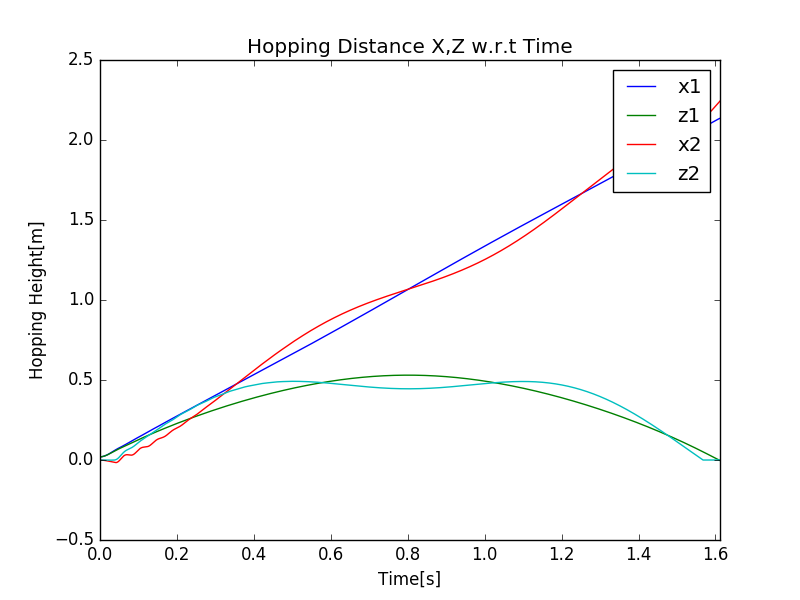 Hopping Distance X,Z w.r.t Time
2.5
2.0
1.5
1.0
0.5
0.0
−0.5
Hopping Height[m]
x1
z1
x2
z2
0.0 0.2 0.4 0.6 0.8 1.0 1.2 1.4 1.6
Time[s]